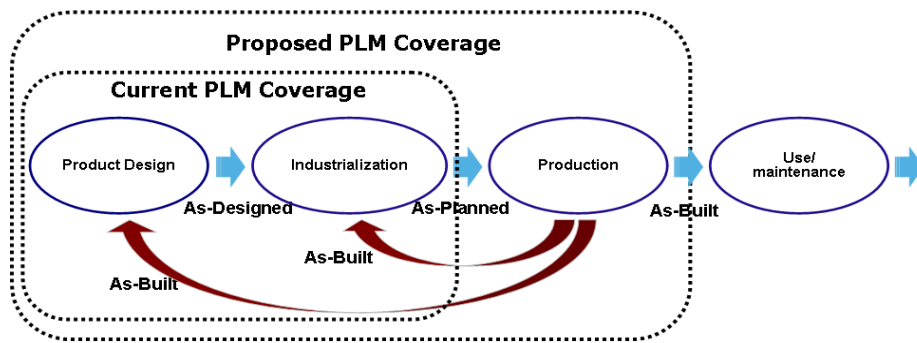 Proposed PLM Coverage
Current PLM Coverage
Product Design
Industrialization
Production
Use/
maintenance
As-Designed
As-Planned
As-Built
As-Built
As-Built